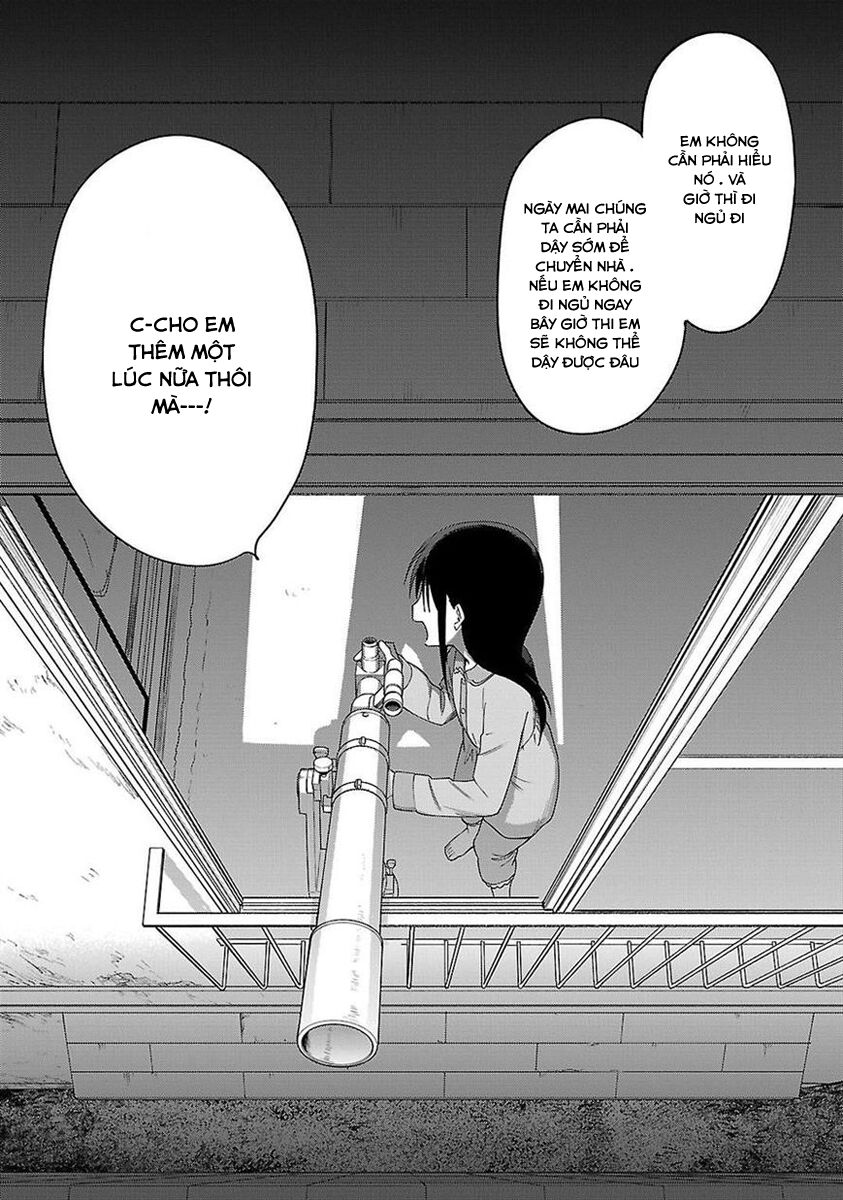 EM KHÔNG
CẦN PHẢI HIỂU
NÓ . VÀ
GIỜ THÌ ĐI
NGỦ ĐI
NGÀY MAI CHÚNG
TA CẦN PHẢI
DẬY SỚM ĐỂ
CHUYỂN NHÀ .
NẾU EM KHÔNG
ĐI NGỦ NGAY
BÂY GIỜ THI EM
SẼ KHÔNG THỂ
DẬY ĐƯỢC ĐÂU
C-CHO EM
THÊM MỘT
LÚC NỮA THÔI
MÀ---!